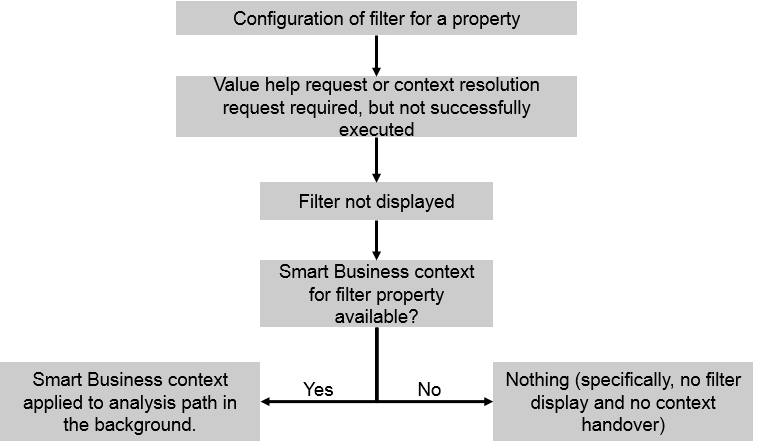 Configuration of filter for a property
Value help request or context resolution
request required, but not successfully
executed
Filter not displayed
Smart Business context
for filter property
available?
Yes
No
Smart Business context
applied to analysis path in
the background.
Nothing (specifically, no filter
display and no context
handover)